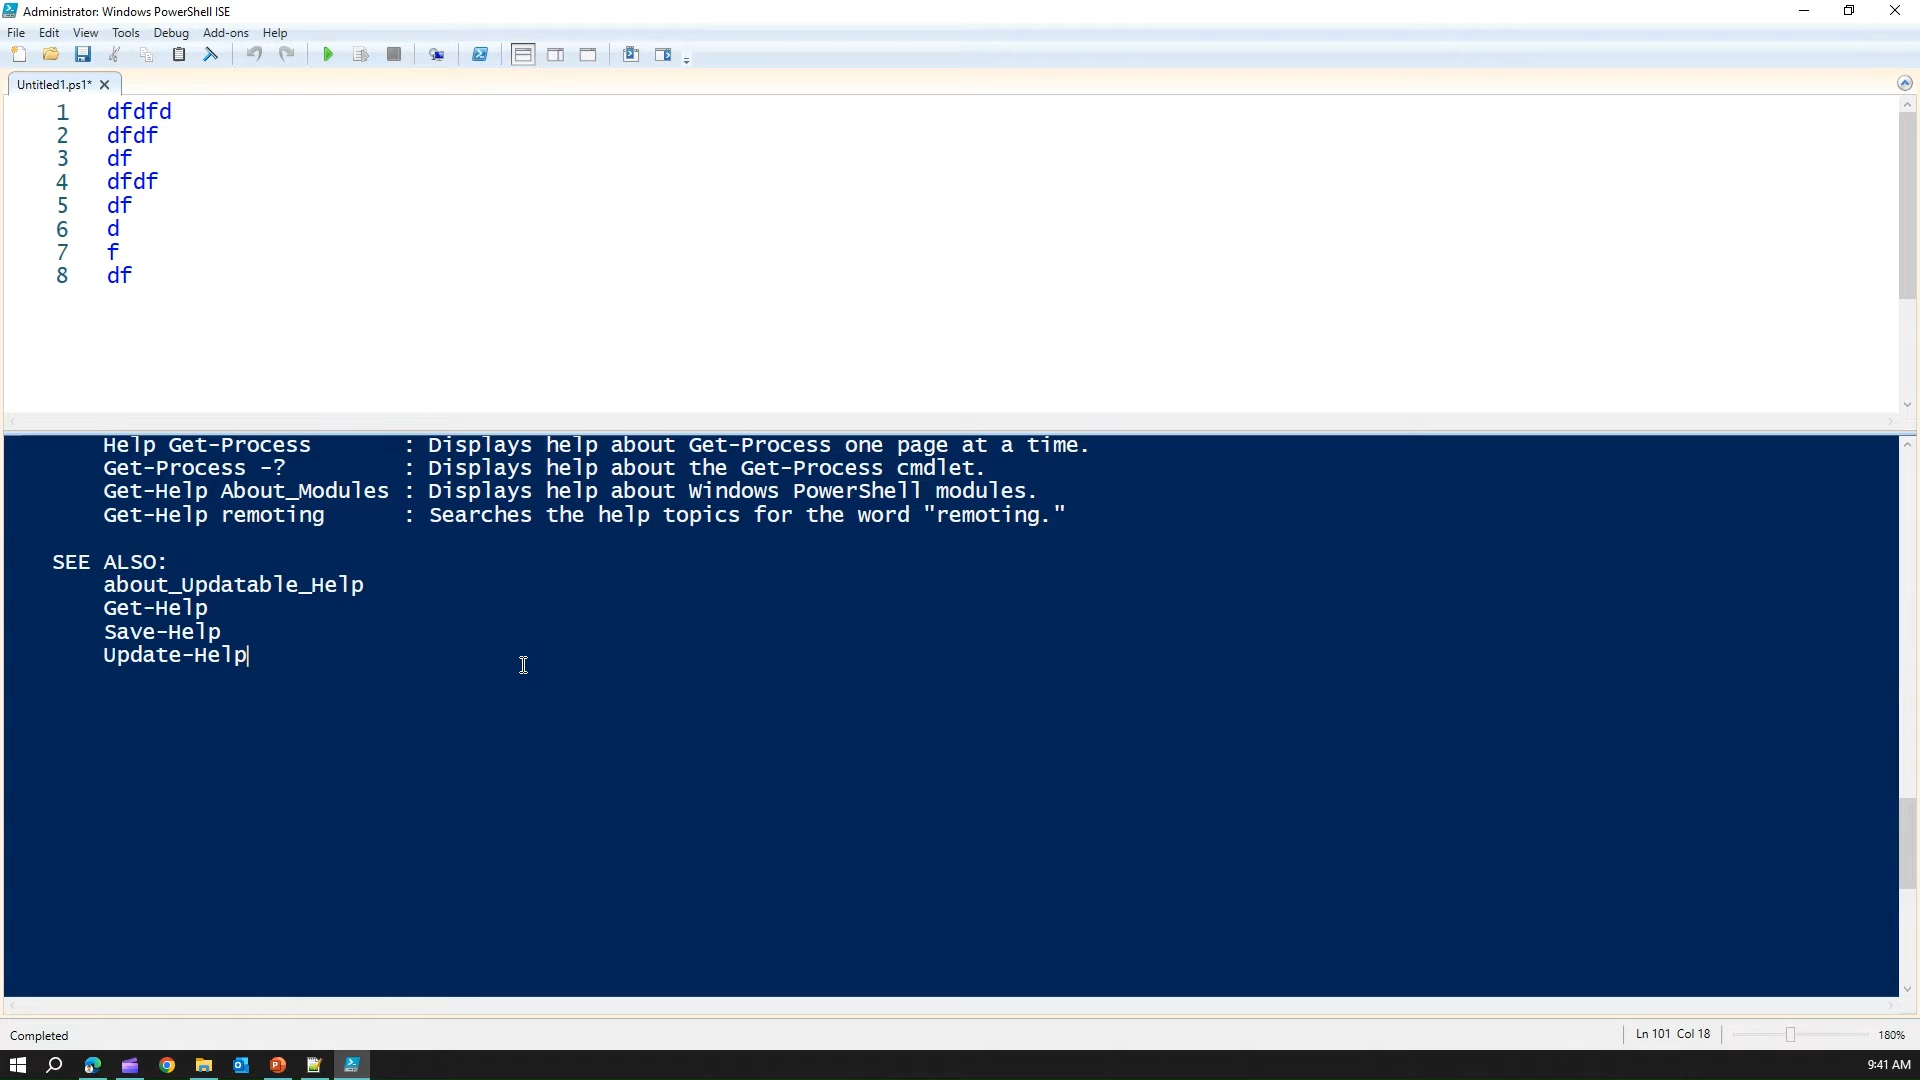 Administrator: Windows PowerShell ISE
File Edit View Tools Debug Add-ons Help
Untitled1.ps1*
1 dfdfd
2 dfdf
3 df
4 dfdf
5 df
6 d
7 f
8 df
Help Get-Process : Displays help about Get-Process one page at a time.
Get-Process -? : Displays help about the Get-Process cmdlet.
Get-Help About_Modules : Displays help about Windows PowerShell modules.
Get-Help remoting : Searches the help topics for the word "remoting."
SEE ALSO:
about_Updatable_Help
Get-Help
Save-Help
Update-Help
Completed
Ln 101 Col 18
180%
9:41 AM